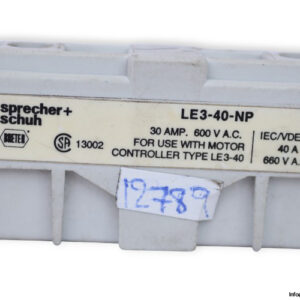 sprecher+
schuh
LE3-40-NP
30 AMP. 600 V A.C.
FOR USE WITH MOTOR
CONTROLLER TYPE LE3-40
IEC/VDE
40 A
660 V A.
13002
12789